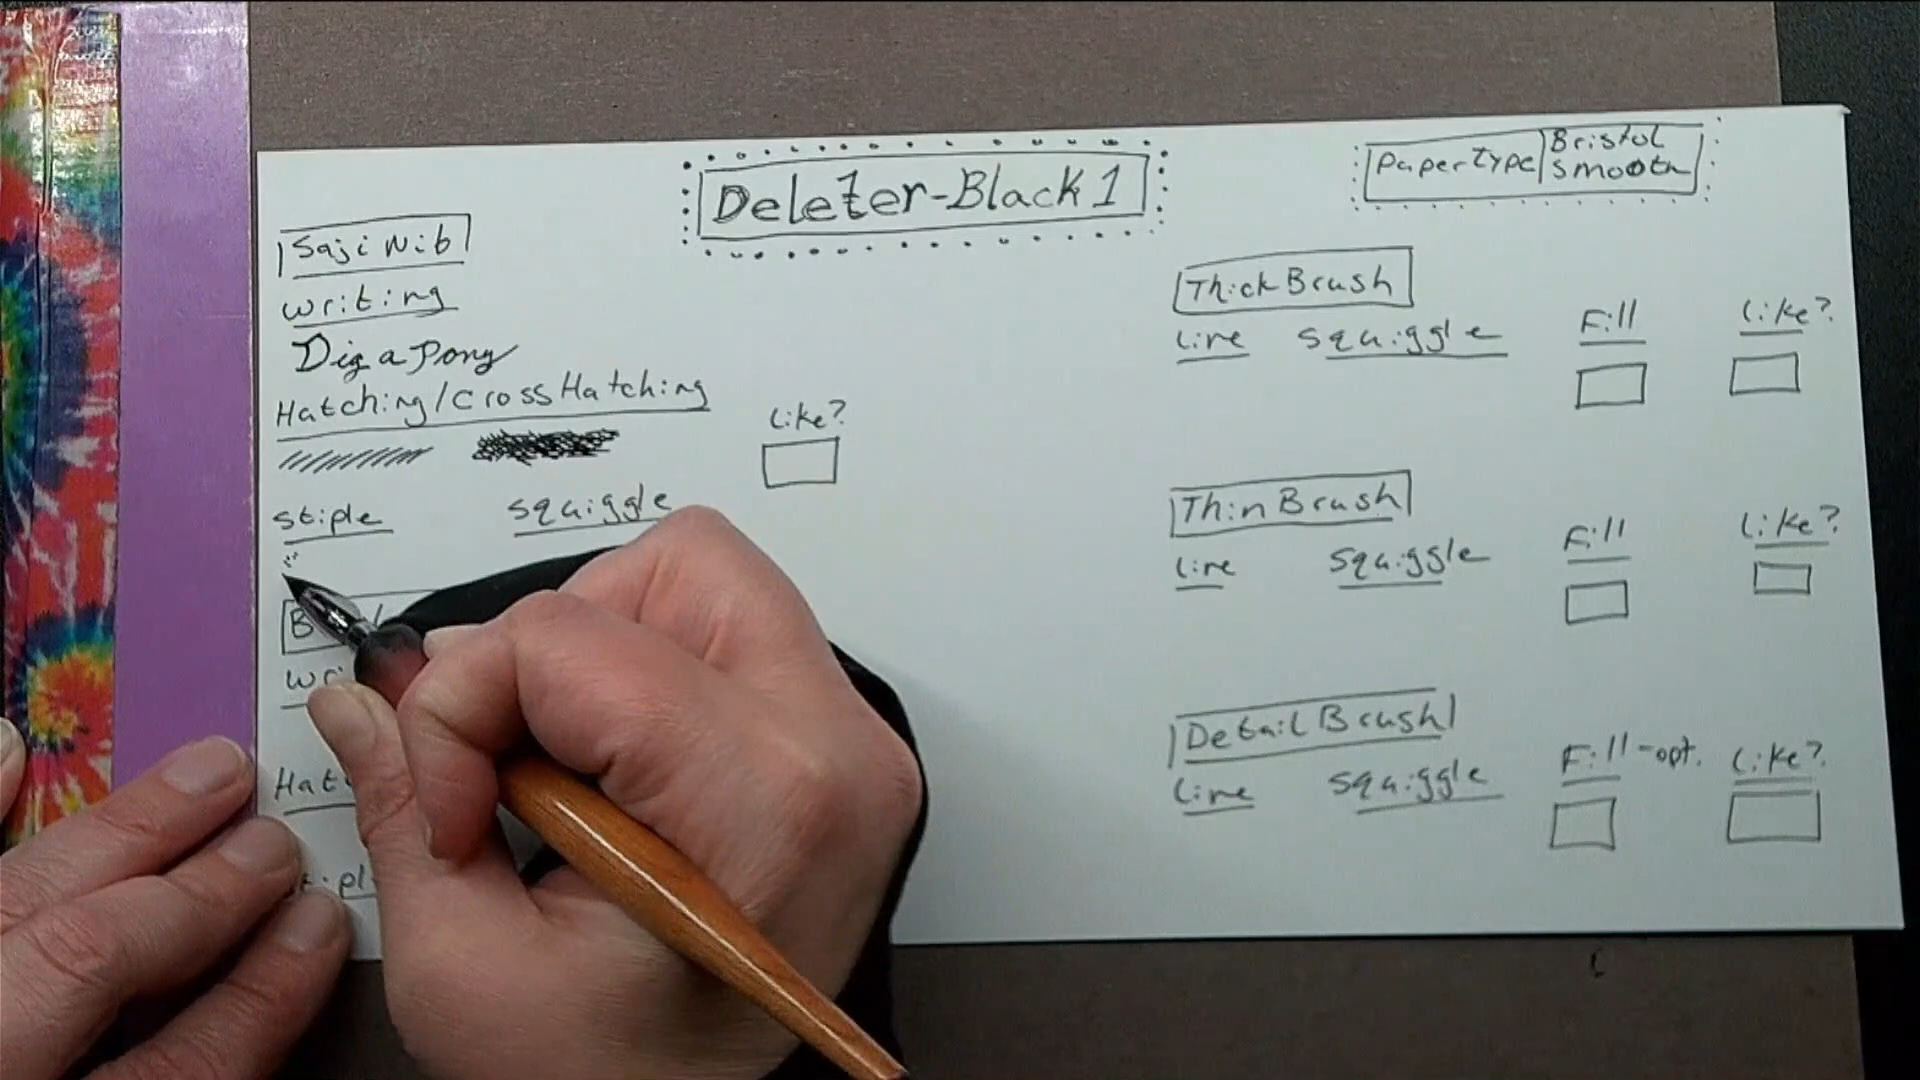 Deleter-Black 1
Paper Type Bristol
Smooth
Saji Nib
Writing
Dig a Pony
Hatching/Cross Hatching
Like?
Stiple Squiggle
Thick Brush
Line Squiggle Fill Like?
Thin Brush
Line Squiggle Fill Like?
Detail Brush
Line Squiggle Fill-opt. Like?